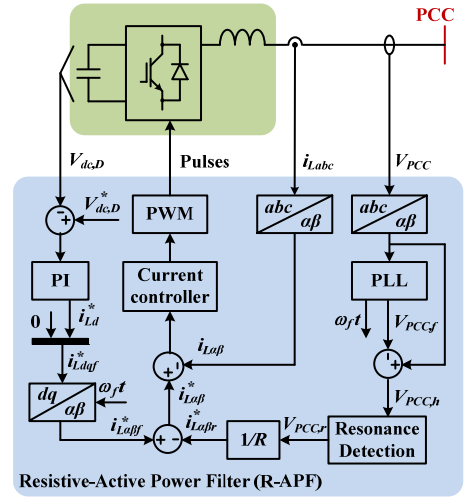 PCC
V_dc,D
Pulses
i_Labc
V_PCC
V*_dc,D
- +
PWM
abc
αβ
abc
αβ
PI
Current
controller
PLL
0
i*_Ld
i_Lαβ
ω_f t
V_PCC,f
i*_Ldqf
+ -
-
+
dq
αβ
ω_f t
i*_Lαβ
V_PCC,h
i*_Lαβf
i*_Lαβr
+ -
1/R
V_PCC,r
Resonance
Detection
Resistive-Active Power Filter (R-APF)